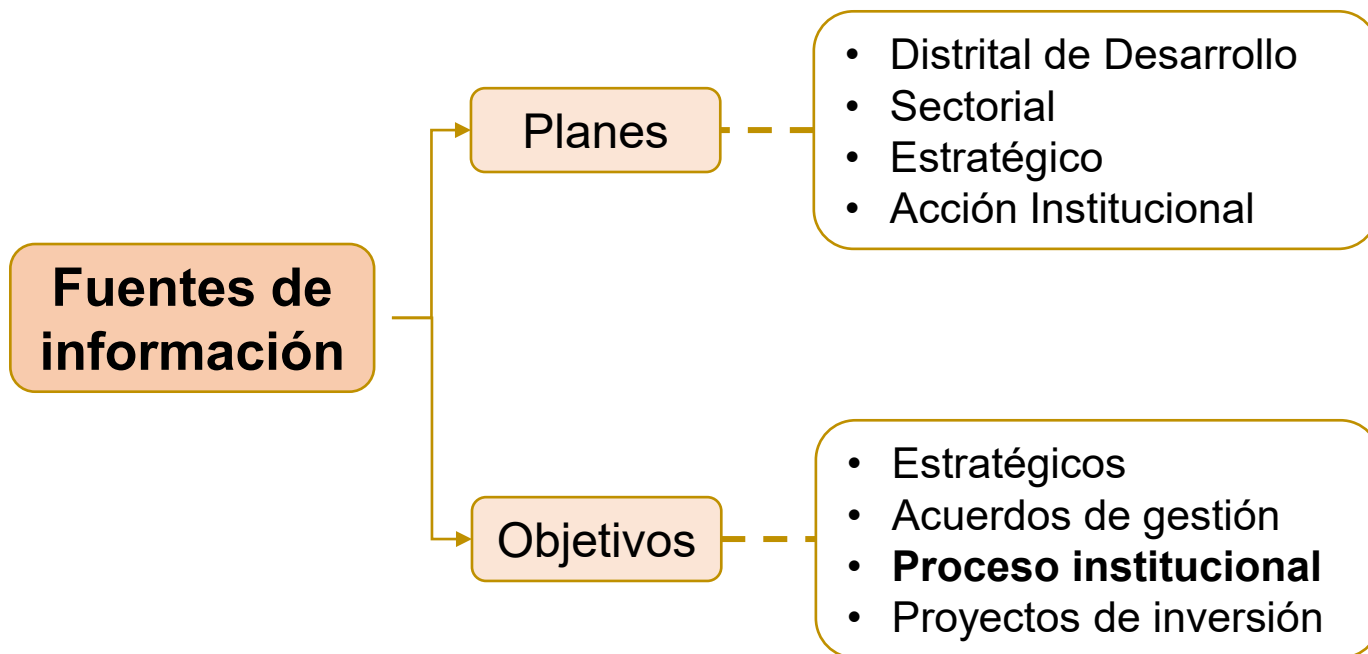 Fuentes de
información
Planes
• Distrital de Desarrollo
• Sectorial
• Estratégico
• Acción Institucional
Objetivos
• Estratégicos
• Acuerdos de gestión
• Proceso institucional
• Proyectos de inversión